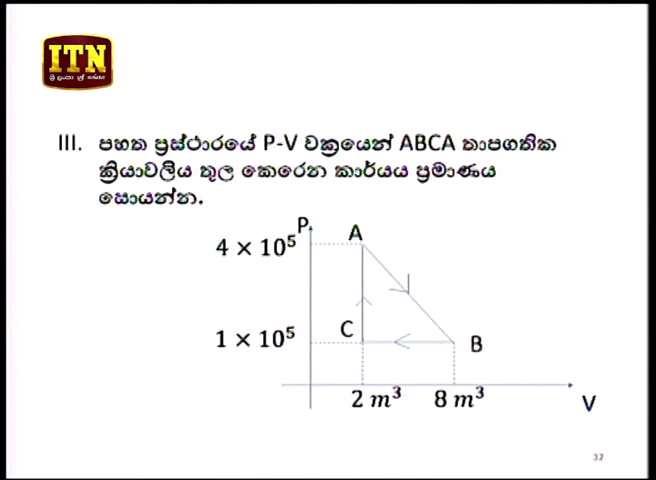 ITN
ශ්‍රී ලංකා ශ්‍රී සභා
III. පහත ප්‍රස්ථාරයේ P-V වක්‍රයෙන් ABCA තාපගතික
ක්‍රියාවලිය තුල කෙරෙන කාර්යය ප්‍රමාණය
සොයන්න.
P
A
4 × 10⁵
C
1 × 10⁵
B
2 m³ 8 m³
V
32